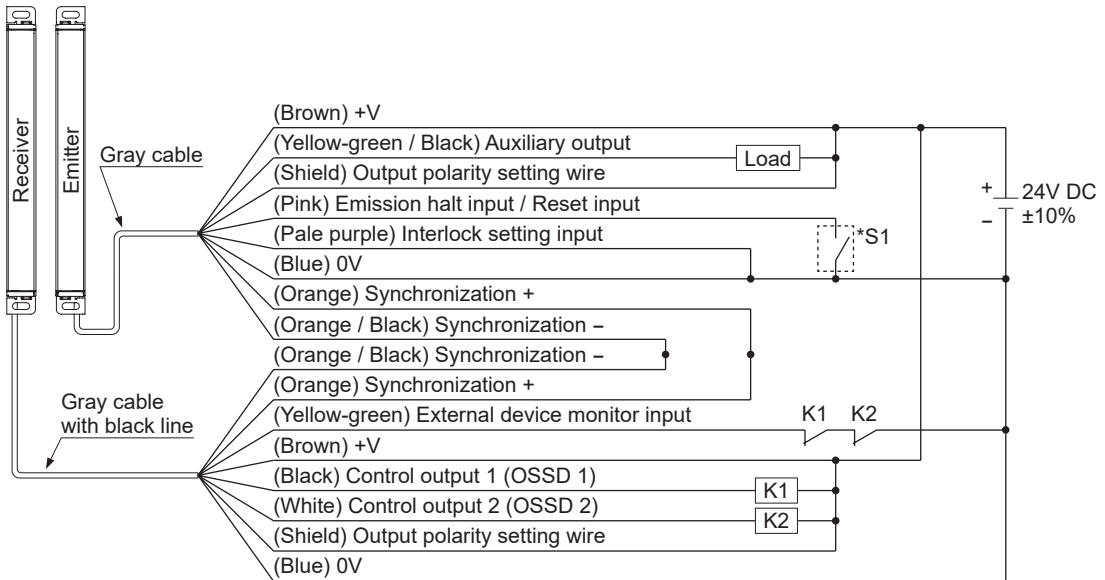 Receiver
Emitter
Gray cable
(Brown) +V
(Yellow-green / Black) Auxiliary output
Load
(Shield) Output polarity setting wire
(Pink) Emission halt input / Reset input
(Pale purple) Interlock setting input
*S1
(Blue) 0V
+
−
24V DC
±10%
(Orange) Synchronization +
(Orange / Black) Synchronization −
(Orange / Black) Synchronization −
(Orange) Synchronization +
Gray cable
with black line
(Yellow-green) External device monitor input
K1 K2
(Brown) +V
(Black) Control output 1 (OSSD 1)
K1
(White) Control output 2 (OSSD 2)
K2
(Shield) Output polarity setting wire
(Blue) 0V